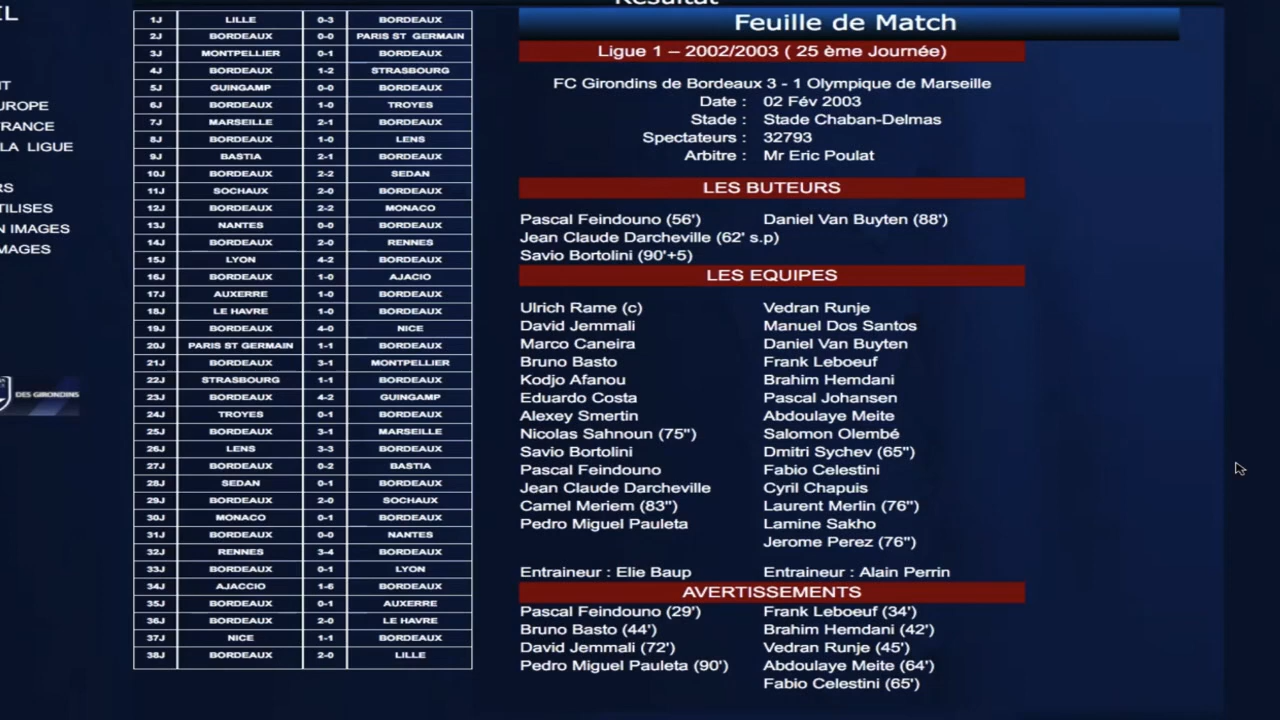 Résultat
EL
T
UROPE
RANCE
LA LIGUE
RS
TILISES
N IMAGES
MAGES
DES GIRONDINS
1J LILLE 0-3 BORDEAUX
2J BORDEAUX 0-0 PARIS ST GERMAIN
3J MONTPELLIER 0-1 BORDEAUX
4J BORDEAUX 1-2 STRASBOURG
5J GUINGAMP 0-0 BORDEAUX
6J BORDEAUX 1-0 TROYES
7J MARSEILLE 2-1 BORDEAUX
8J BORDEAUX 1-0 LENS
9J BASTIA 2-1 BORDEAUX
10J BORDEAUX 2-2 SEDAN
11J SOCHAUX 2-0 BORDEAUX
12J BORDEAUX 2-2 MONACO
13J NANTES 0-0 BORDEAUX
14J BORDEAUX 2-0 RENNES
15J LYON 4-2 BORDEAUX
16J BORDEAUX 1-0 AJACIO
17J AUXERRE 1-0 BORDEAUX
18J LE HAVRE 1-0 BORDEAUX
19J BORDEAUX 4-0 NICE
20J PARIS ST GERMAIN 1-1 BORDEAUX
21J BORDEAUX 3-1 MONTPELLIER
22J STRASBOURG 1-1 BORDEAUX
23J BORDEAUX 4-2 GUINGAMP
24J TROYES 0-1 BORDEAUX
25J BORDEAUX 3-1 MARSEILLE
26J LENS 3-3 BORDEAUX
27J BORDEAUX 0-2 BASTIA
28J SEDAN 0-1 BORDEAUX
29J BORDEAUX 2-0 SOCHAUX
30J MONACO 0-1 BORDEAUX
31J BORDEAUX 0-0 NANTES
32J RENNES 3-4 BORDEAUX
33J BORDEAUX 0-1 LYON
34J AJACCIO 1-6 BORDEAUX
35J BORDEAUX 0-1 AUXERRE
36J BORDEAUX 2-0 LE HAVRE
37J NICE 1-1 BORDEAUX
38J BORDEAUX 2-0 LILLE
Feuille de Match
Ligue 1 – 2002/2003 ( 25 ème Journée)
FC Girondins de Bordeaux 3 - 1 Olympique de Marseille
Date : 02 Fév 2003
Stade : Stade Chaban-Delmas
Spectateurs : 32793
Arbitre : Mr Eric Poulat
LES BUTEURS
Pascal Feindouno (56') Daniel Van Buyten (88')
Jean Claude Darcheville (62' s.p)
Savio Bortolini (90'+5)
LES EQUIPES
Ulrich Rame (c) Vedran Runje
David Jemmali Manuel Dos Santos
Marco Caneira Daniel Van Buyten
Bruno Basto Frank Leboeuf
Kodjo Afanou Brahim Hemdani
Eduardo Costa Pascal Johansen
Alexey Smertin Abdoulaye Meite
Nicolas Sahnoun (75'') Salomon Olembé
Savio Bortolini Dmitri Sychev (65'')
Pascal Feindouno Fabio Celestini
Jean Claude Darcheville Cyril Chapuis
Camel Meriem (83'') Laurent Merlin (76'')
Pedro Miguel Pauleta Lamine Sakho
Jerome Perez (76'')
Entraineur : Elie Baup Entraineur : Alain Perrin
AVERTISSEMENTS
Pascal Feindouno (29') Frank Leboeuf (34')
Bruno Basto (44') Brahim Hemdani (42')
David Jemmali (72') Vedran Runje (45')
Pedro Miguel Pauleta (90') Abdoulaye Meite (64')
Fabio Celestini (65')